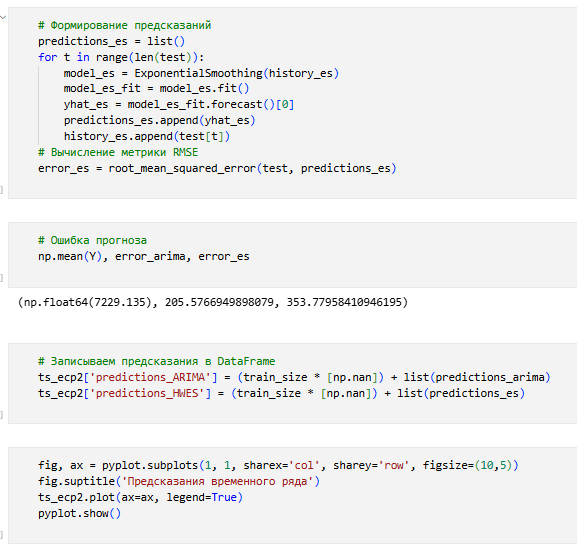 # Формирование предсказаний
predictions_es = list()
for t in range(len(test)):
    model_es = ExponentialSmoothing(history_es)
    model_es_fit = model_es.fit()
    yhat_es = model_es_fit.forecast()[0]
    predictions_es.append(yhat_es)
    history_es.append(test[t])
# Вычисление метрики RMSE
error_es = root_mean_squared_error(test, predictions_es)
]
# Ошибка прогноза
np.mean(Y), error_arima, error_es
]
(np.float64(7229.135), 205.5766949898079, 353.77958410946195)
# Записываем предсказания в DataFrame
ts_ecp2['predictions_ARIMA'] = (train_size * [np.nan]) + list(predictions_arima)
ts_ecp2['predictions_HWES'] = (train_size * [np.nan]) + list(predictions_es)
]
fig, ax = pyplot.subplots(1, 1, sharex='col', sharey='row', figsize=(10,5))
fig.suptitle('Предсказания временного ряда')
ts_ecp2.plot(ax=ax, legend=True)
pyplot.show()
]